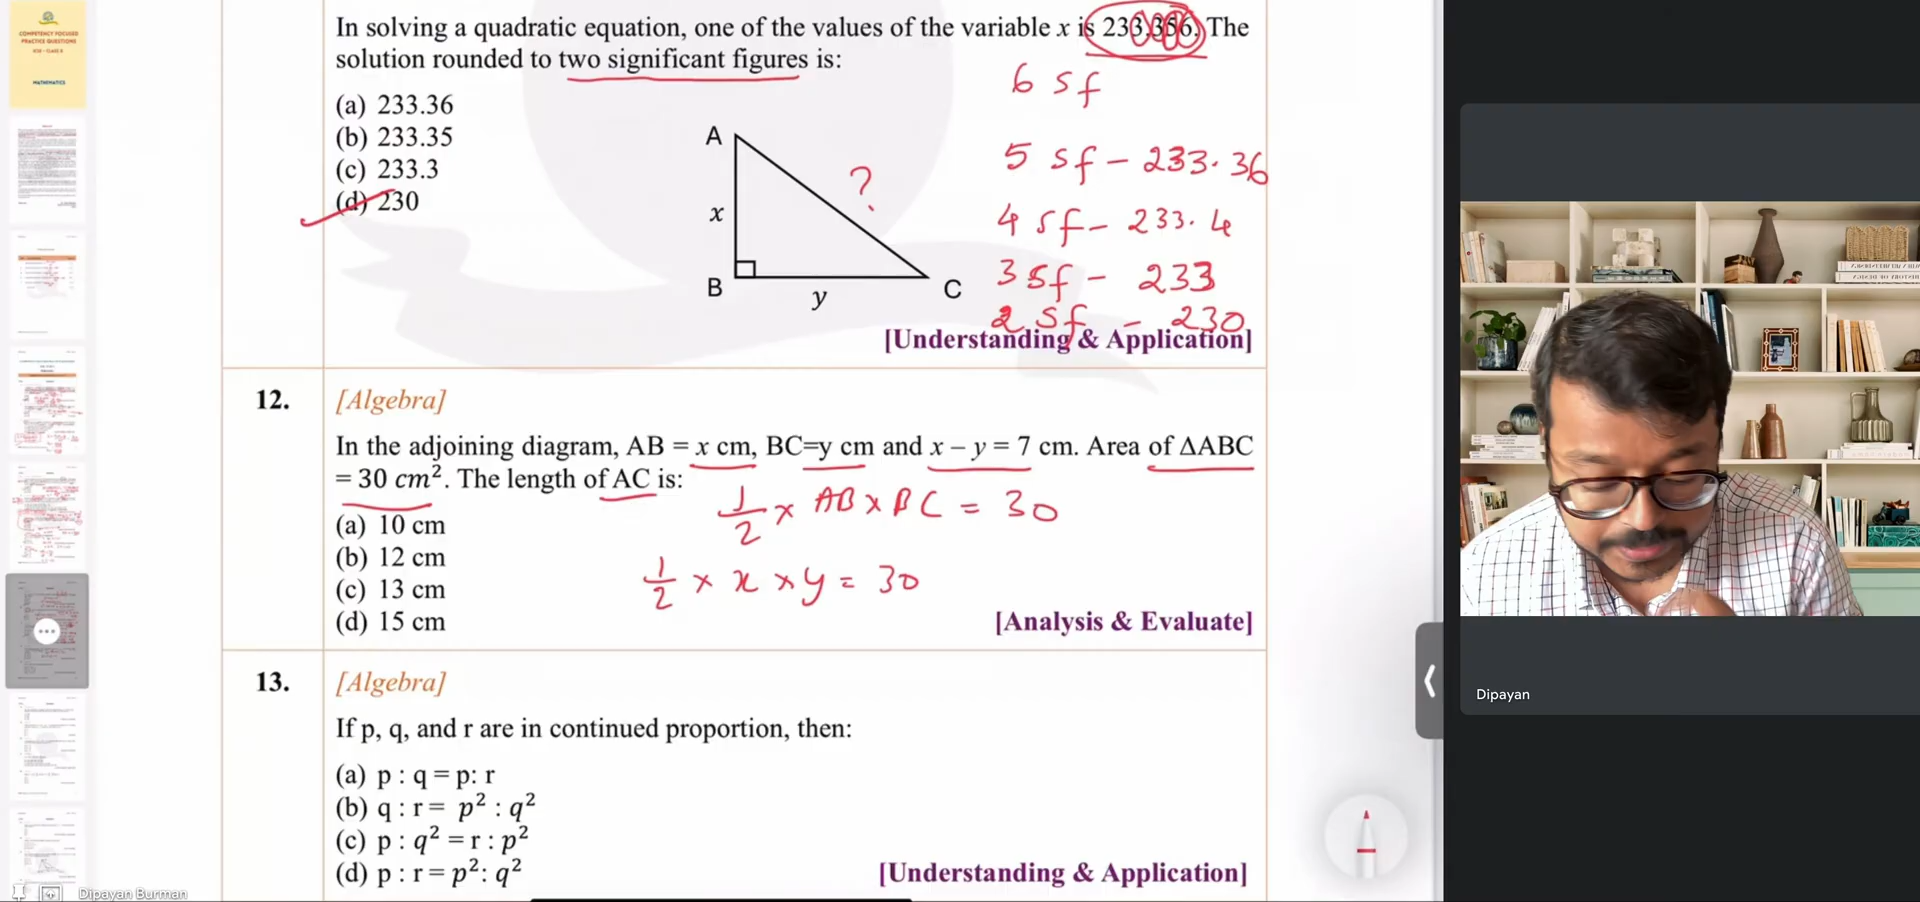 COMPETENCY FOCUSED
PRACTICE QUESTIONS
MATHEMATICS
In solving a quadratic equation, one of the values of the variable x is 233.356. The
solution rounded to two significant figures is:
(a) 233.36
(b) 233.35
(c) 233.3
(d) 230
6 sf
5 sf - 233.36
4 sf - 233.4
3 sf - 233
2 sf - 230
A
x
?
B
y
C
[Understanding & Application]
12.
[Algebra]
In the adjoining diagram, AB = x cm, BC=y cm and x – y = 7 cm. Area of ΔABC
= 30 cm². The length of AC is:
(a) 10 cm
(b) 12 cm
(c) 13 cm
(d) 15 cm
1/2 × AB × BC = 30
1/2 × x × y = 30
[Analysis & Evaluate]
13.
[Algebra]
If p, q, and r are in continued proportion, then:
(a) p : q = p: r
(b) q : r = p² : q²
(c) p : q² = r : p²
(d) p : r = p²: q²
[Understanding & Application]
Dipayan
Dipayan Burman